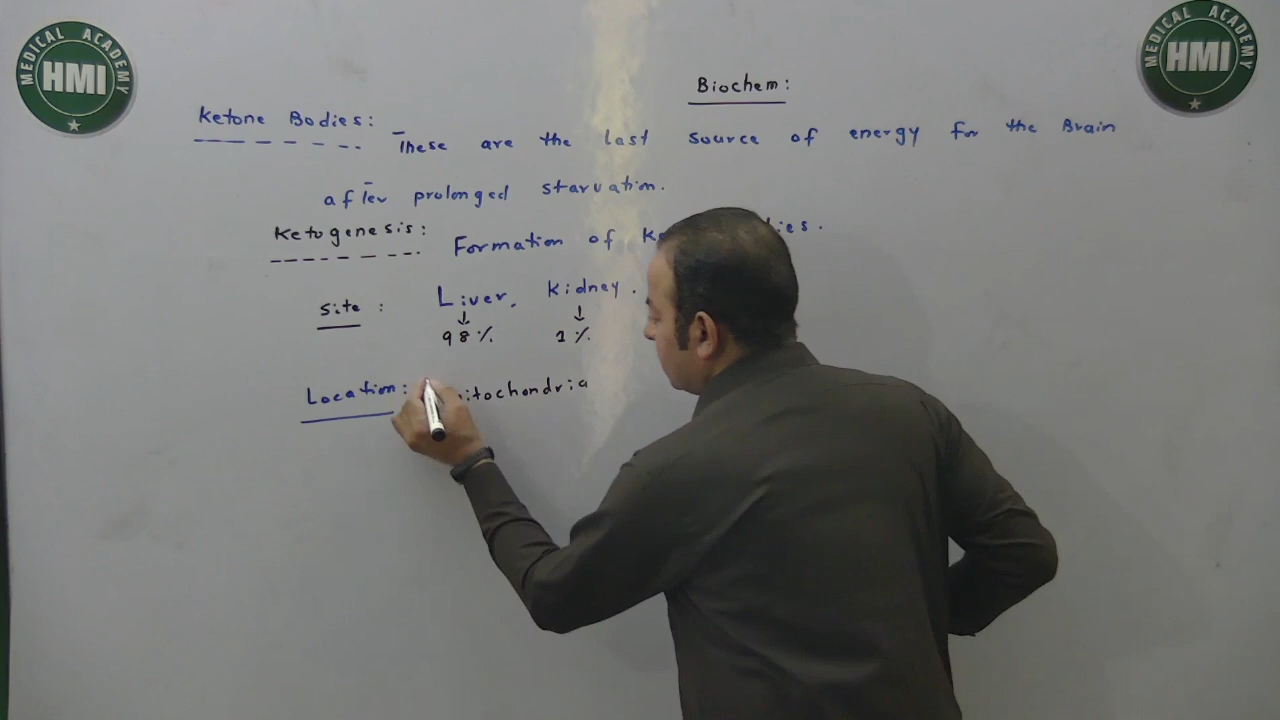 MEDICAL ACADEMY
HMI
MEDICAL ACADEMY
HMI
Biochem:
Ketone Bodies: These are the last source of energy for the Brain
after prolonged starvation.
Ketogenesis: Formation of
Site: Liver, Kidney.
98% 1%
Location: